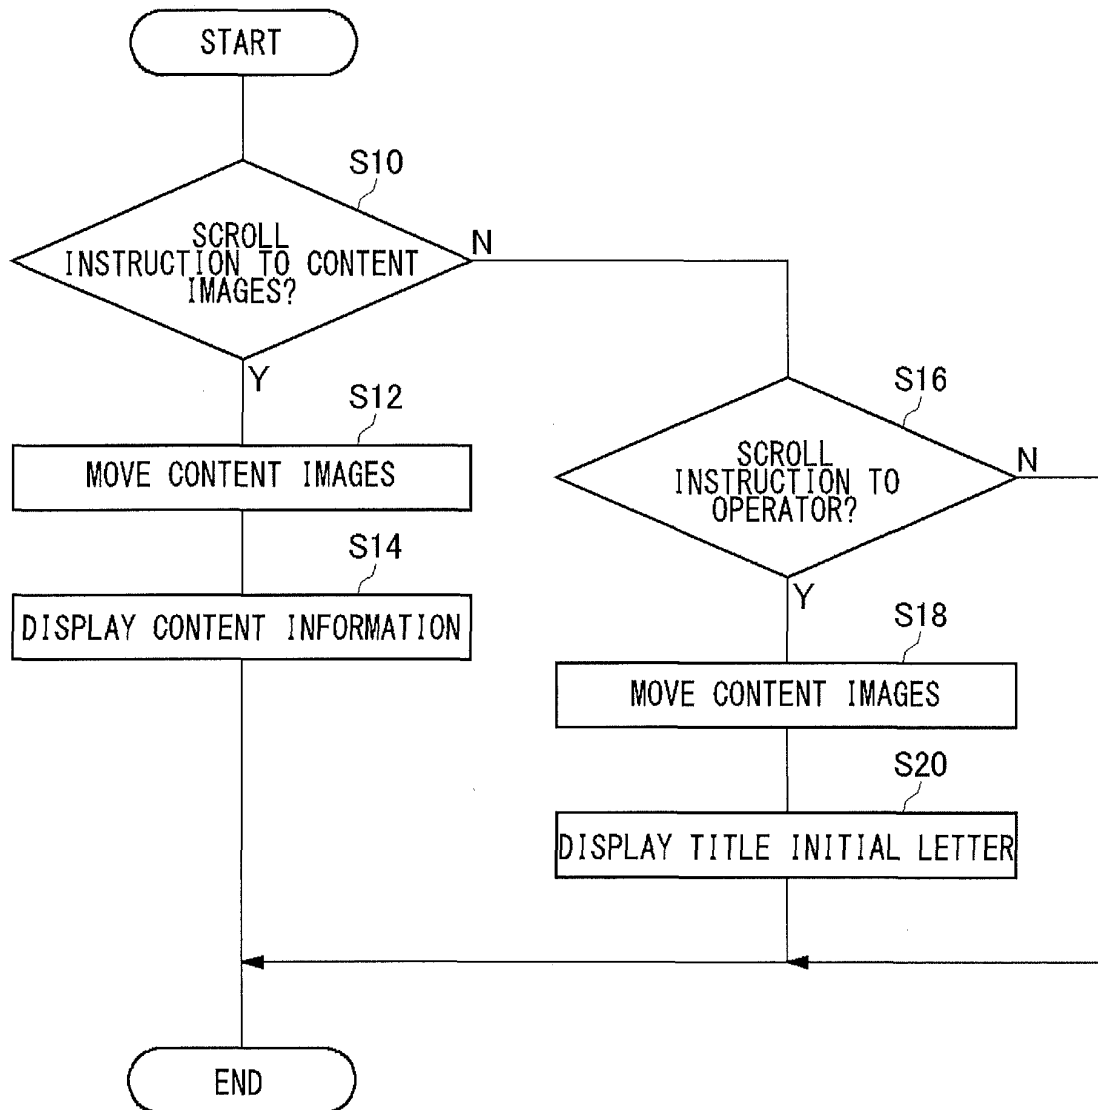 START
S10
SCROLL
INSTRUCTION TO CONTENT
IMAGES?
N
Y
S12
MOVE CONTENT IMAGES
S14
DISPLAY CONTENT INFORMATION
S16
SCROLL
INSTRUCTION TO
OPERATOR?
N
Y
S18
MOVE CONTENT IMAGES
S20
DISPLAY TITLE INITIAL LETTER
END